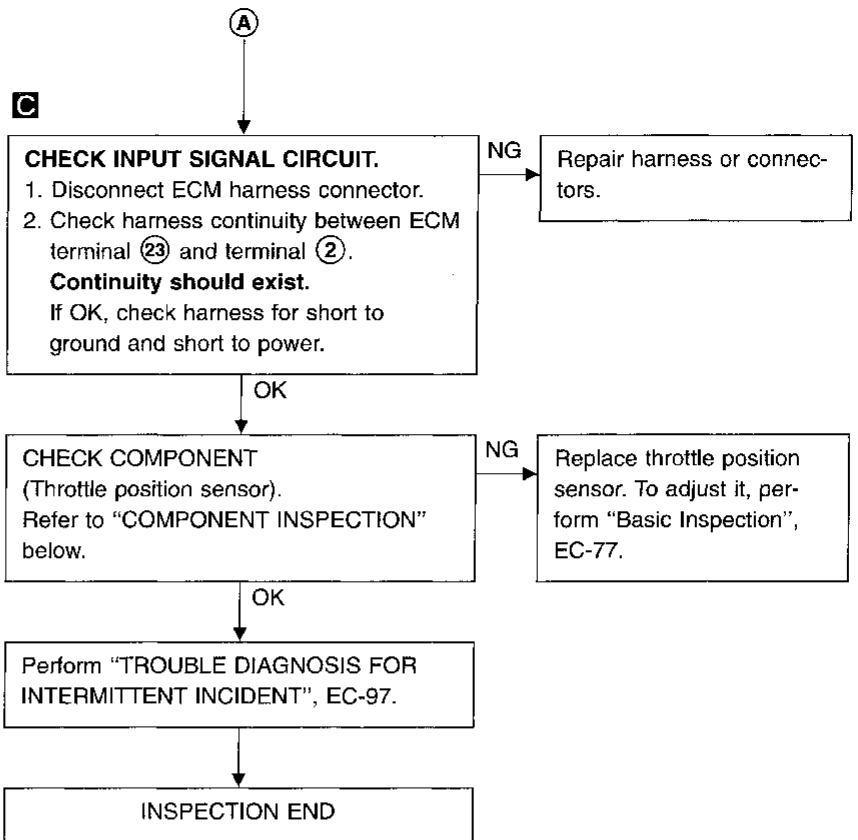 A
C
CHECK INPUT SIGNAL CIRCUIT.
1. Disconnect ECM harness connector.
2. Check harness continuity between ECM
terminal 23 and terminal 2.
Continuity should exist.
If OK, check harness for short to
ground and short to power.
NG
Repair harness or connec-
tors.
OK
CHECK COMPONENT
(Throttle position sensor).
Refer to “COMPONENT INSPECTION”
below.
NG
Replace throttle position
sensor. To adjust it, per-
form “Basic Inspection”,
EC-77.
OK
Perform “TROUBLE DIAGNOSIS FOR
INTERMITTENT INCIDENT”, EC-97.
INSPECTION END